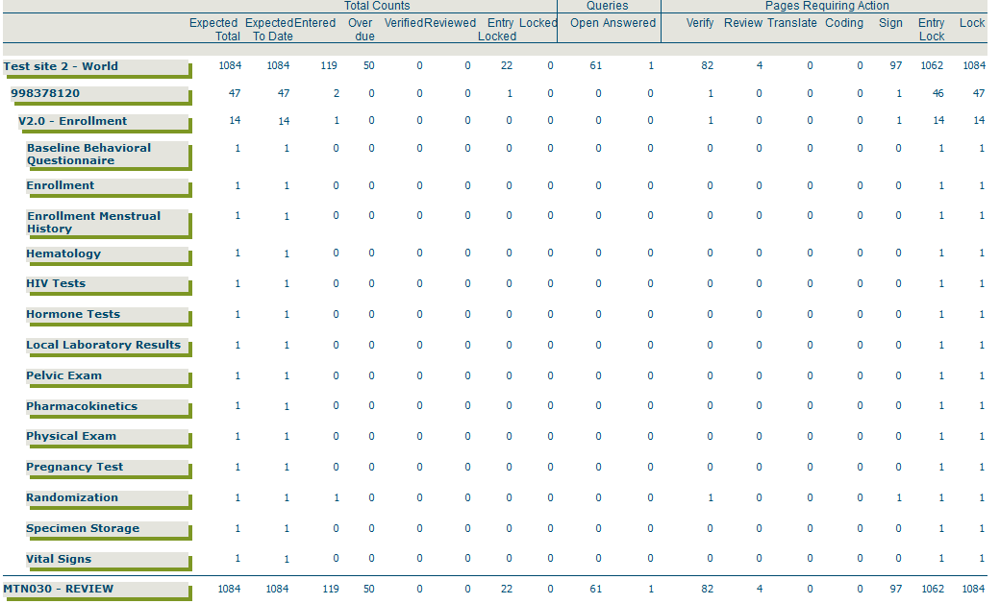 Total Counts Queries Pages Requiring Action
Expected Expected Entered Over Verified Reviewed Entry Locked Open Answered Verify Review Translate Coding Sign Entry Lock
Total To Date due Locked Lock
Test site 2 - World 1084 1084 119 50 0 0 22 0 61 1 82 4 0 0 97 1062 1084
998378120 47 47 2 0 0 0 1 0 0 0 1 0 0 0 1 46 47
V2.0 - Enrollment 14 14 1 0 0 0 0 0 0 0 1 0 0 0 1 14 14
Baseline Behavioral 1 1 0 0 0 0 0 0 0 0 0 0 0 0 0 1 1
Questionnaire
Enrollment 1 1 0 0 0 0 0 0 0 0 0 0 0 0 0 1 1
Enrollment Menstrual 1 1 0 0 0 0 0 0 0 0 0 0 0 0 0 1 1
History
Hematology 1 1 0 0 0 0 0 0 0 0 0 0 0 0 0 1 1
HIV Tests 1 1 0 0 0 0 0 0 0 0 0 0 0 0 0 1 1
Hormone Tests 1 1 0 0 0 0 0 0 0 0 0 0 0 0 0 1 1
Local Laboratory Results 1 1 0 0 0 0 0 0 0 0 0 0 0 0 0 1 1
Pelvic Exam 1 1 0 0 0 0 0 0 0 0 0 0 0 0 0 1 1
Pharmacokinetics 1 1 0 0 0 0 0 0 0 0 0 0 0 0 0 1 1
Physical Exam 1 1 0 0 0 0 0 0 0 0 0 0 0 0 0 1 1
Pregnancy Test 1 1 0 0 0 0 0 0 0 0 0 0 0 0 0 1 1
Randomization 1 1 1 0 0 0 0 0 0 0 1 0 0 0 1 1 1
Specimen Storage 1 1 0 0 0 0 0 0 0 0 0 0 0 0 0 1 1
Vital Signs 1 1 0 0 0 0 0 0 0 0 0 0 0 0 0 1 1
MTN030 - REVIEW 1084 1084 119 50 0 0 22 0 61 1 82 4 0 0 97 1062 1084